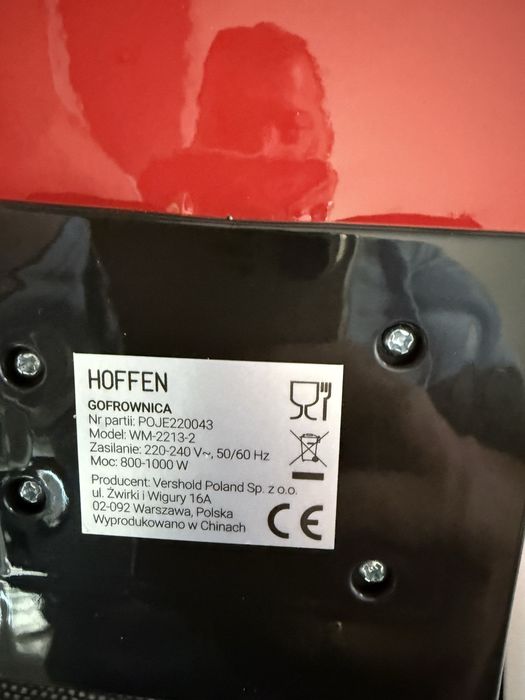 HOFFEN
GOFROWNICA
Nr partii: POJE220043
Model: WM-2213-2
Zasilanie: 220-240 V~, 50/60 Hz
Moc: 800-1000 W
Producent: Vershold Poland Sp. z o.o.
ul. Żwirki i Wigury 16A
02-092 Warszawa, Polska
Wyprodukowano w Chinach
CE